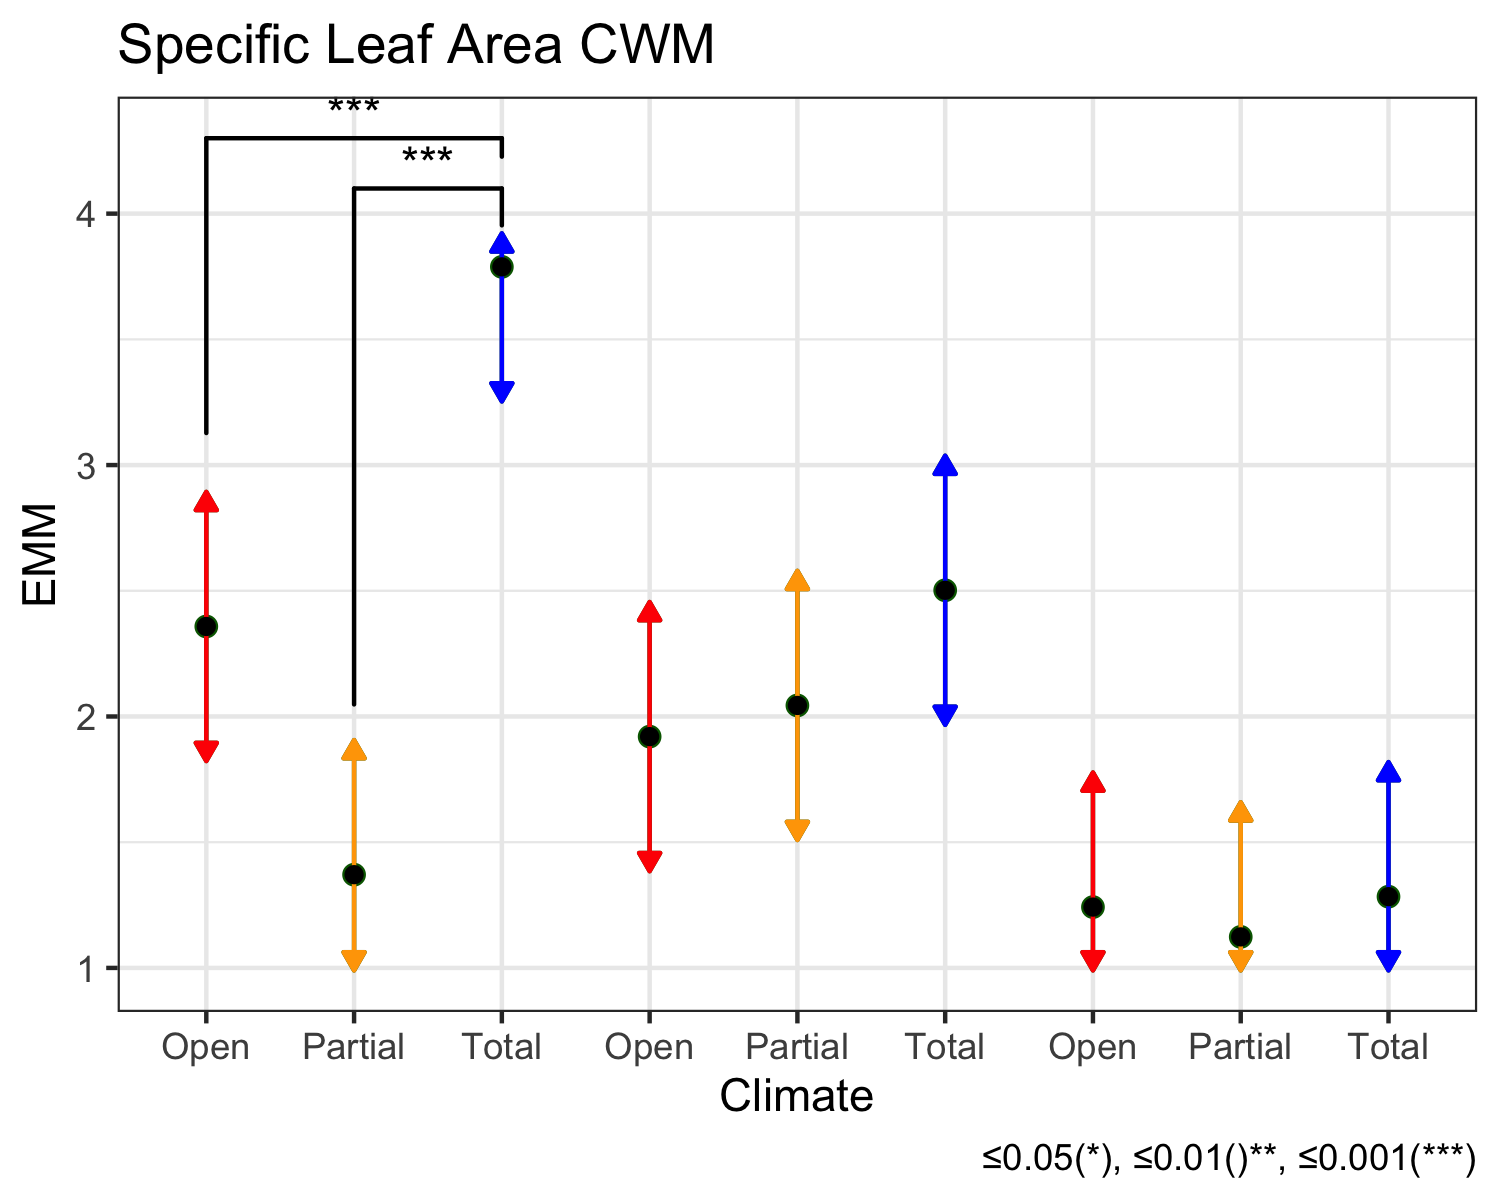 Specific Leaf Area CWM
***
***
4
3
2
1
EMM
Open Partial Total Open Partial Total Open Partial Total
Climate
≤0.05(*), ≤0.01()**, ≤0.001(***)